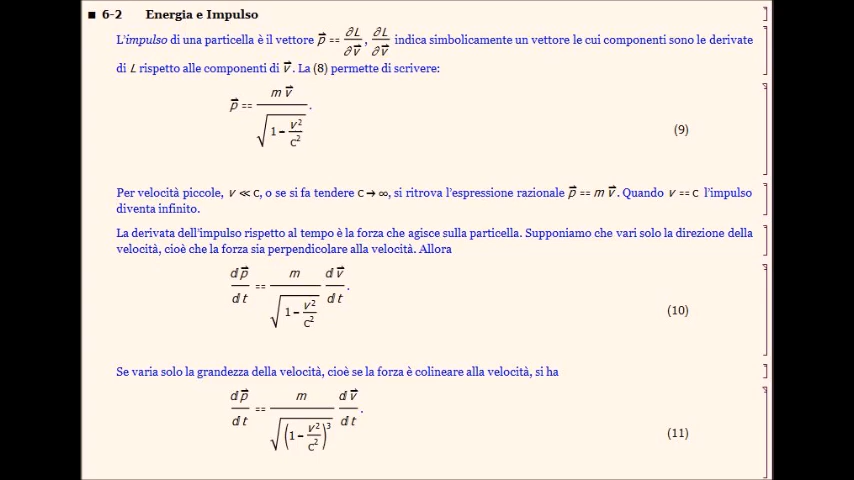 ■ 6-2 Energia e Impulso
L'impulso di una particella è il vettore p⃗ == ∂L/∂v⃗, ∂L/∂v⃗ indica simbolicamente un vettore le cui componenti sono le derivate
di L rispetto alle componenti di v⃗. La (8) permette di scrivere:
p⃗ == m v⃗ / √(1 - v²/c²). (9)
Per velocità piccole, v ≪ c, o se si fa tendere c → ∞, si ritrova l'espressione razionale p⃗ == m v⃗. Quando v == c l'impulso
diventa infinito.
La derivata dell'impulso rispetto al tempo è la forza che agisce sulla particella. Supponiamo che vari solo la direzione della
velocità, cioè che la forza sia perpendicolare alla velocità. Allora
ⅆp⃗/ⅆt == m / √(1 - v²/c²) ⅆv⃗/ⅆt. (10)
Se varia solo la grandezza della velocità, cioè se la forza è colineare alla velocità, si ha
ⅆp⃗/ⅆt == m / √((1 - v²/c²)³) ⅆv⃗/ⅆt. (11)